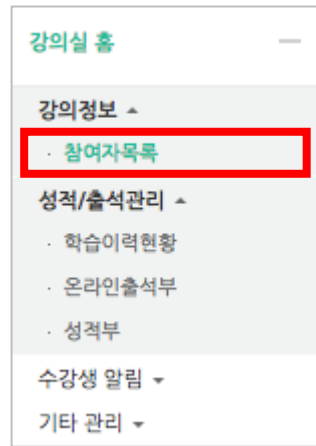 강의실 홈
강의정보
· 참여자목록
성적/출석관리
· 학습이력현황
· 온라인출석부
· 성적부
수강생 알림
기타 관리